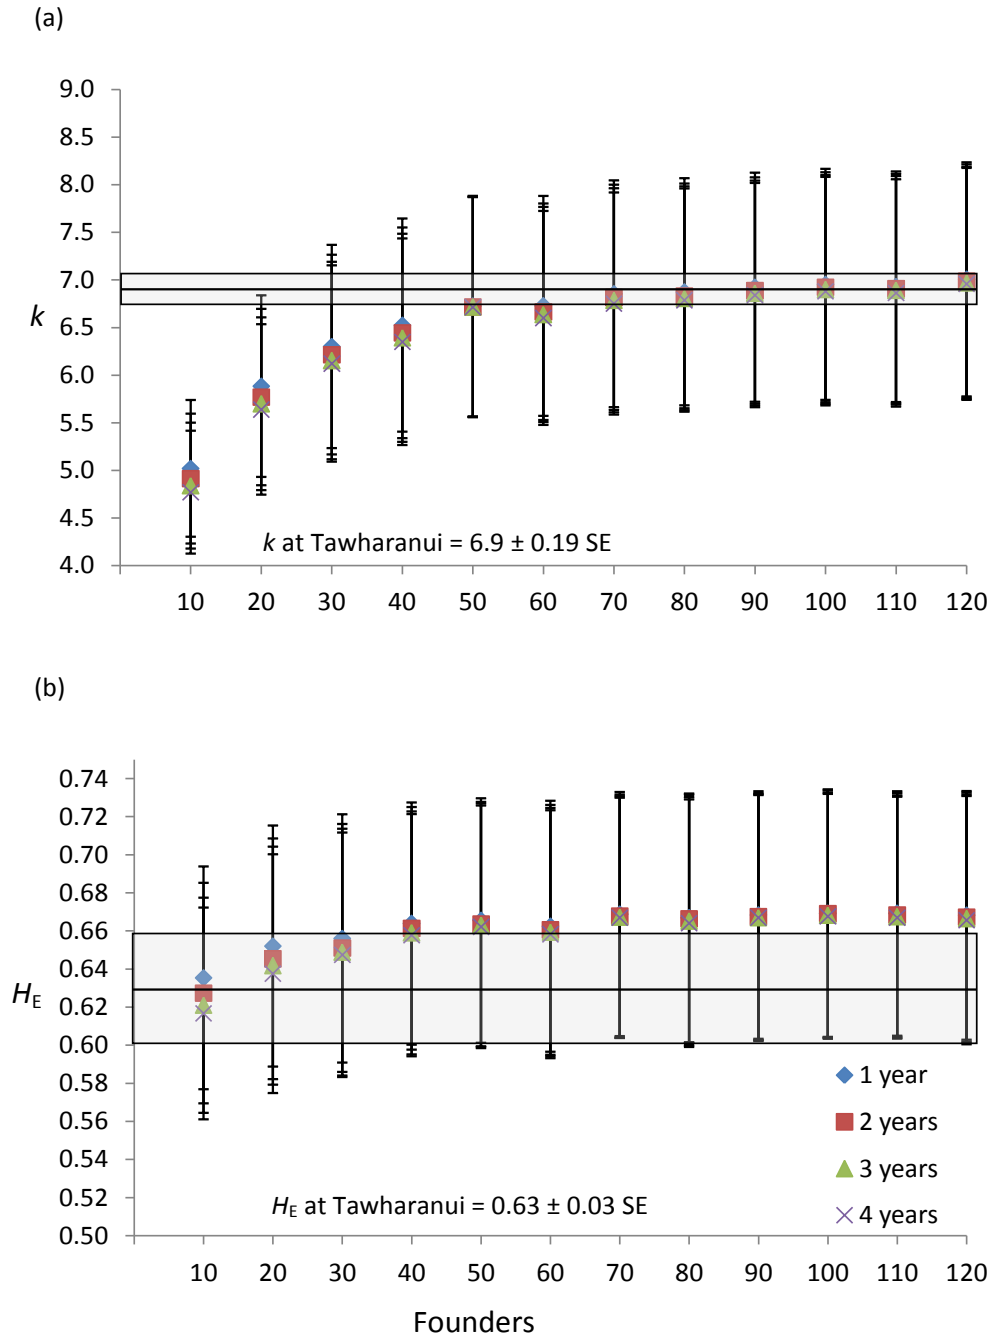 (a)
9.0
8.5
8.0
7.5
7.0
6.5
6.0
5.5
5.0
4.5
4.0
k
k at Tawharanui = 6.9 ± 0.19 SE
10 20 30 40 50 60 70 80 90 100 110 120
(b)
0.74
0.72
0.70
0.68
0.66
0.64
0.62
0.60
0.58
0.56
0.54
0.52
0.50
HE
1 year
2 years
3 years
4 years
HE at Tawharanui = 0.63 ± 0.03 SE
10 20 30 40 50 60 70 80 90 100 110 120
Founders